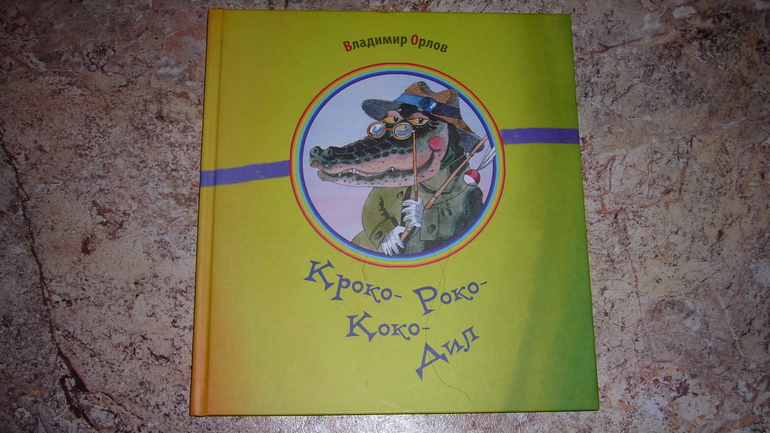 Владимир Орлов
Кроко- Роко-
Коко-
Дил